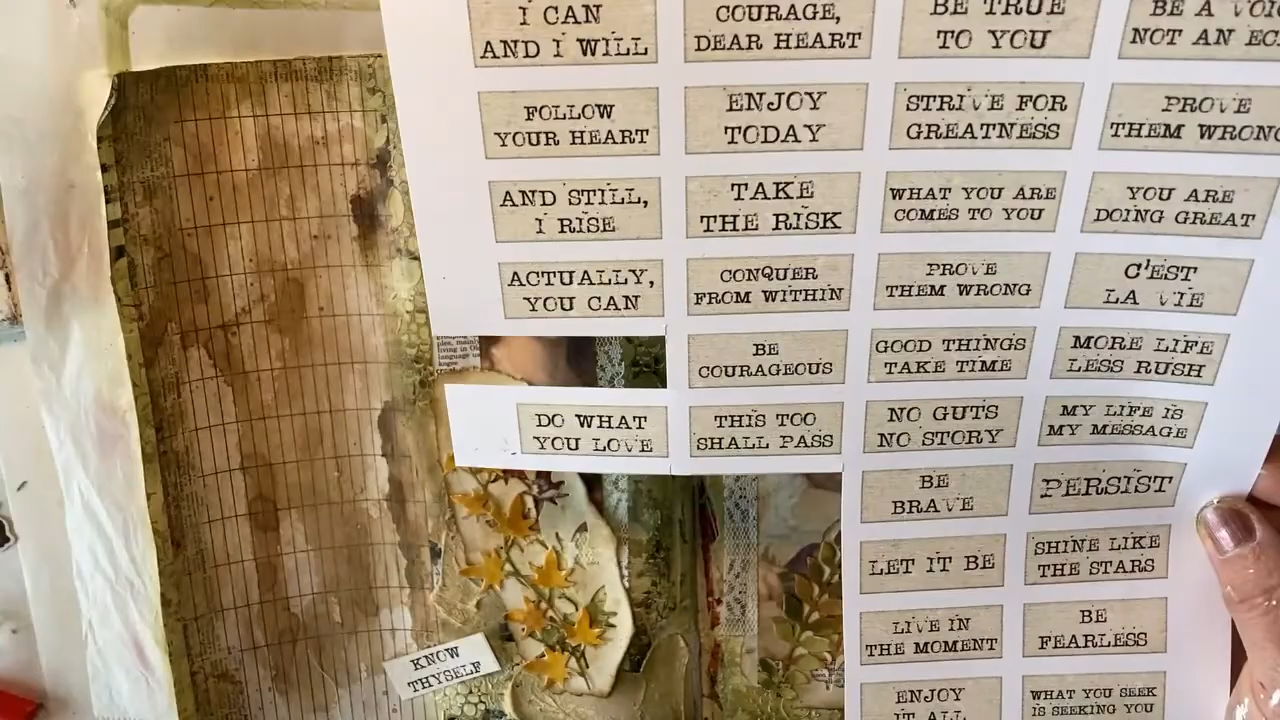 I CAN
AND I WILL
COURAGE,
DEAR HEART
BE TRUE
TO YOU
BE A
NOT AN
FOLLOW
YOUR HEART
ENJOY
TODAY
STRIVE FOR
GREATNESS
PROVE
THEM WRONG
AND STILL,
I RISE
TAKE
THE RISK
WHAT YOU ARE
COMES TO YOU
YOU ARE
DOING GREAT
ACTUALLY,
YOU CAN
CONQUER
FROM WITHIN
PROVE
THEM WRONG
C'EST
LA VIE
BE
COURAGEOUS
GOOD THINGS
TAKE TIME
MORE LIFE
LESS RUSH
DO WHAT
YOU LOVE
THIS TOO
SHALL PASS
NO GUTS
NO STORY
MY LIFE IS
MY MESSAGE
BE
BRAVE
PERSIST
LET IT BE
SHINE LIKE
THE STARS
LIVE IN
THE MOMENT
BE
FEARLESS
KNOW
THYSELF
ENJOY
IT ALL
WHAT YOU SEEK
IS SEEKING YOU